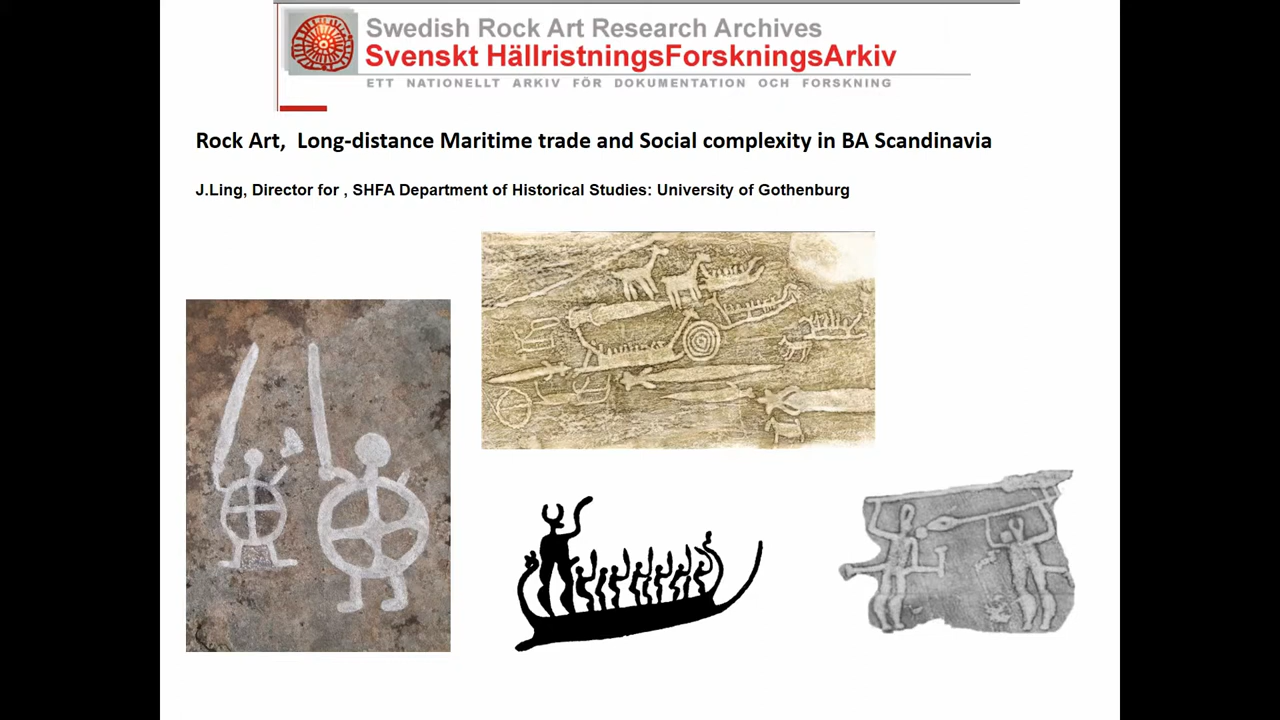 Swedish Rock Art Research Archives
Svenskt HällristningsForskningsArkiv
ETT NATIONELLT ARKIV FÖR DOKUMENTATION OCH FORSKNING
Rock Art, Long-distance Maritime trade and Social complexity in BA Scandinavia
J.Ling, Director for , SHFA Department of Historical Studies: University of Gothenburg